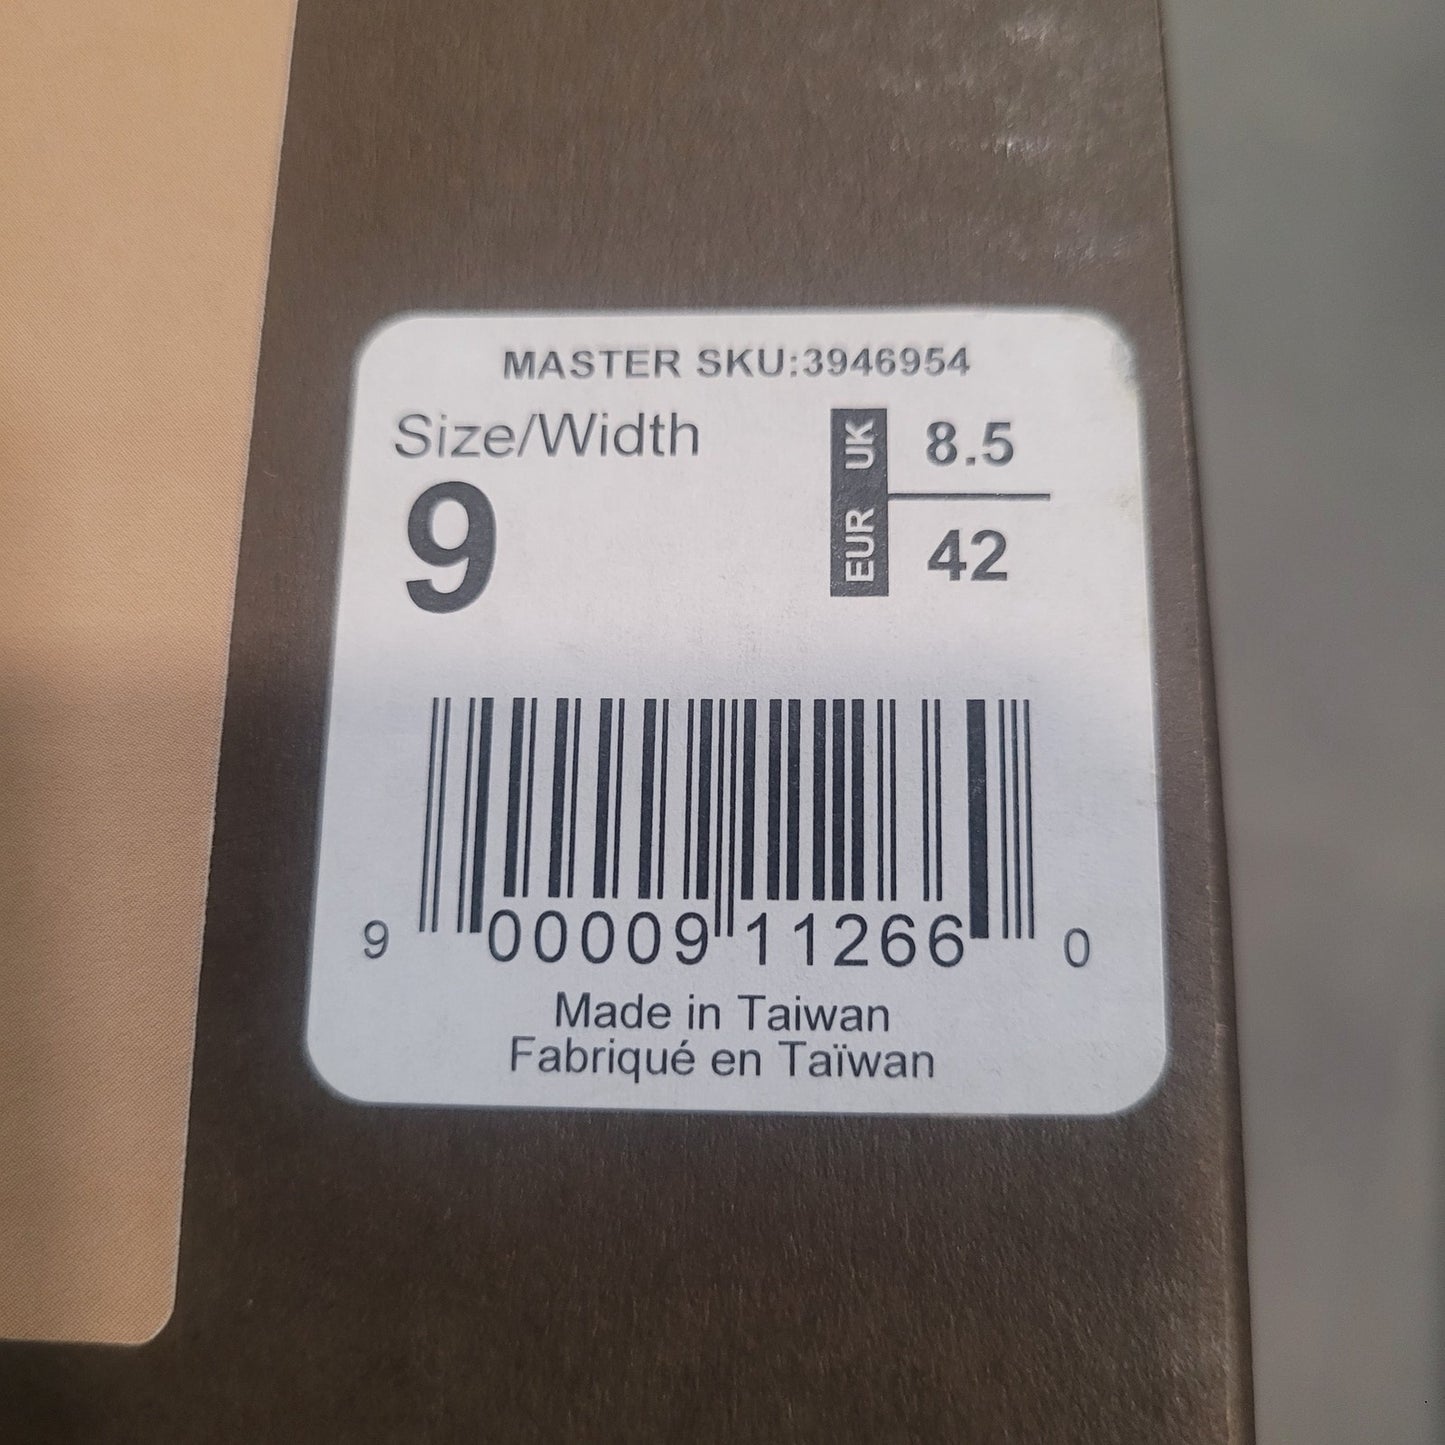 MASTER SKU:3946954
Size/Width
9
UK 8.5
EUR 42
9 00009 11266 0
Made in Taiwan
Fabriqué en Taïwan